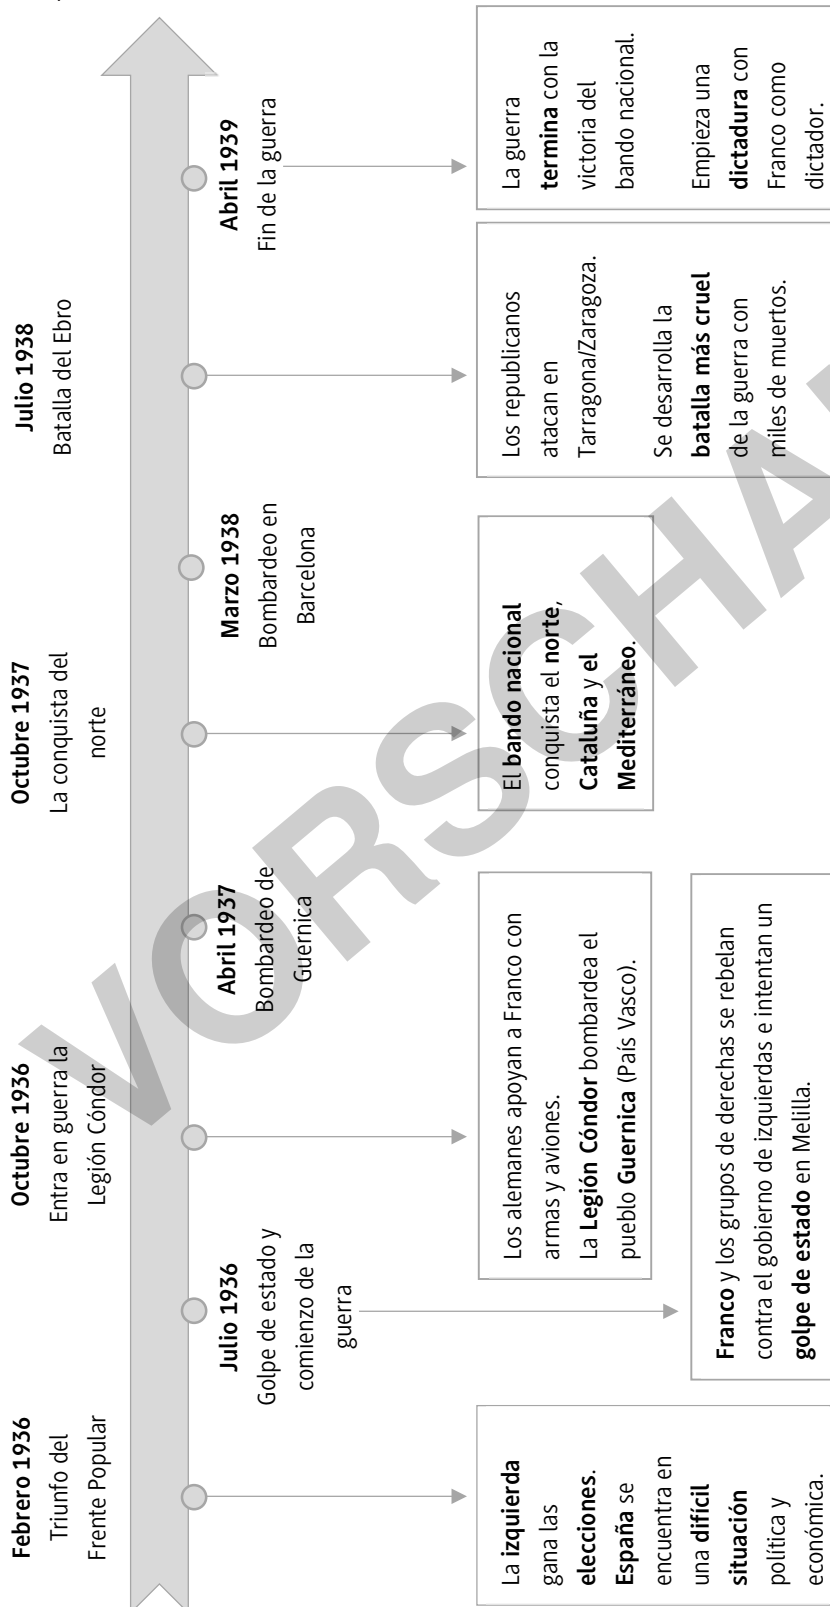 Febrero 1936
Triunfo del
Frente Popular
Julio 1936
Golpe de estado y
comienzo de la
guerra
Octubre 1936
Entra en guerra la
Legión Cóndor
Abril 1937
Bombardeo de
Guernica
Octubre 1937
La conquista del
norte
Marzo 1938
Bombardeo en
Barcelona
Julio 1938
Batalla del Ebro
Abril 1939
Fin de la guerra
La izquierda
gana las
elecciones.
España se
encuentra en
una difícil
situación
política y
económica.
Franco y los grupos de derechas se rebelan
contra el gobierno de izquierdas e intentan un
golpe de estado en Melilla.
Los alemanes apoyan a Franco con
armas y aviones.
La Legión Cóndor bombardea el
pueblo Guernica (País Vasco).
El bando nacional
conquista el norte,
Cataluña y el
Mediterráneo.
Los republicanos
atacan en
Tarragona/Zaragoza.
Se desarrolla la
batalla más cruel
de la guerra con
miles de muertos.
La guerra
termina con la
victoria del
bando nacional.
Empieza una
dictadura con
Franco como
dictador.